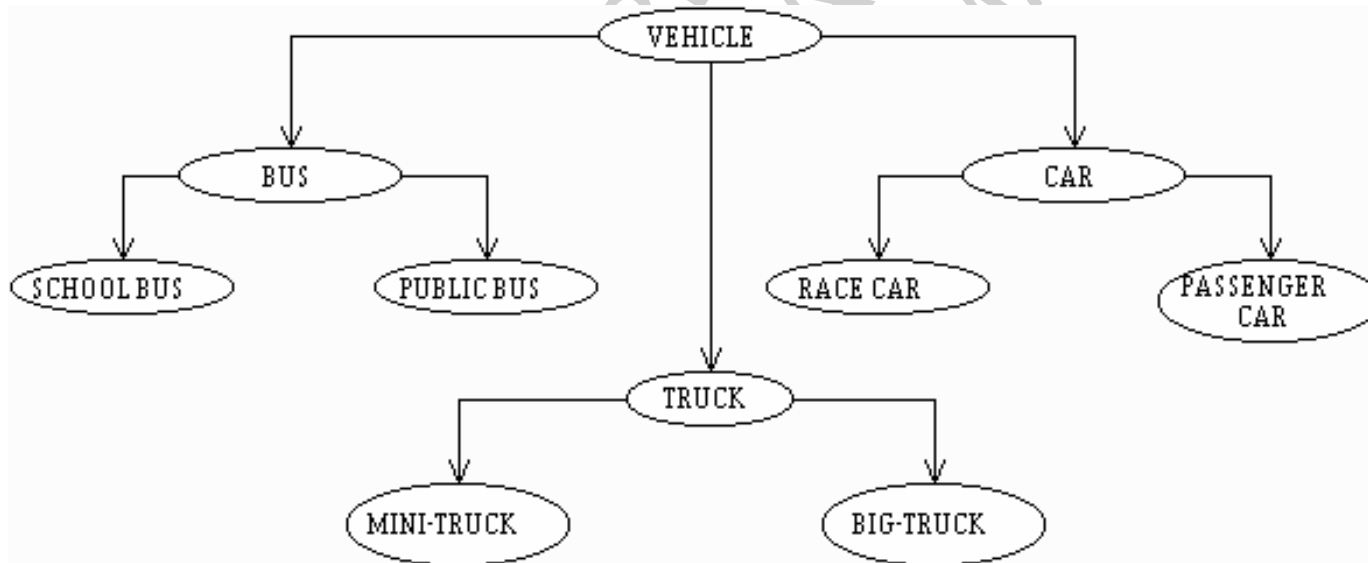 VEHICLE
BUS
CAR
SCHOOL BUS
PUBLIC BUS
RACE CAR
PASSENGER
CAR
TRUCK
MINI-TRUCK
BIG-TRUCK